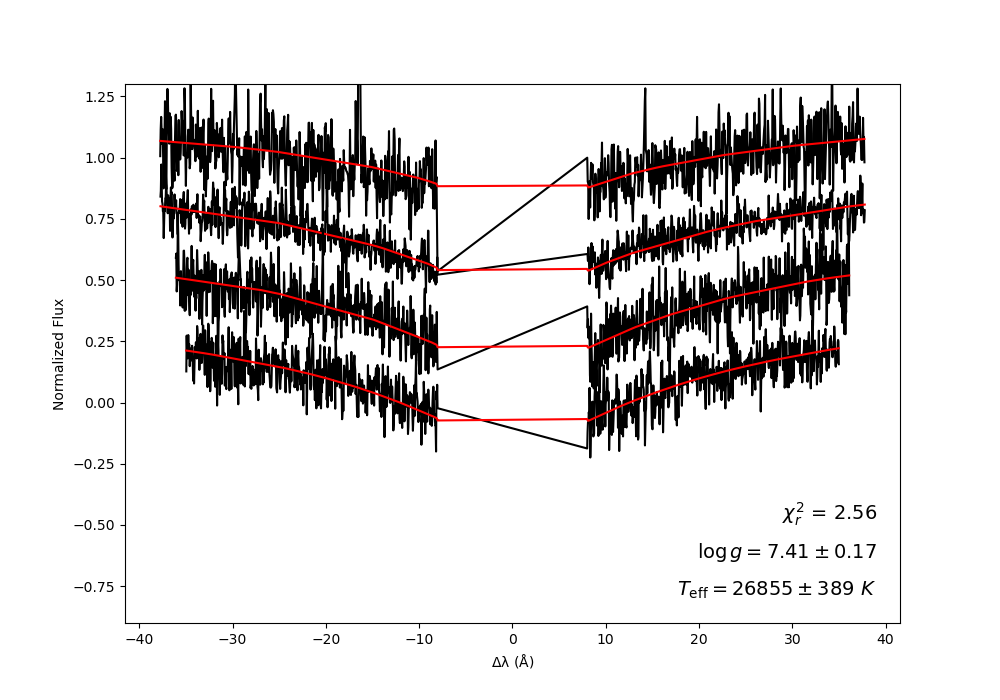 Normalized Flux
1.25
1.00
0.75
0.50
0.25
0.00
−0.25
−0.50
−0.75
χ²ᵣ = 2.56
log g = 7.41 ± 0.17
T_eff = 26855 ± 389 K
−40 −30 −20 −10 0 10 20 30 40
Δλ (Å)